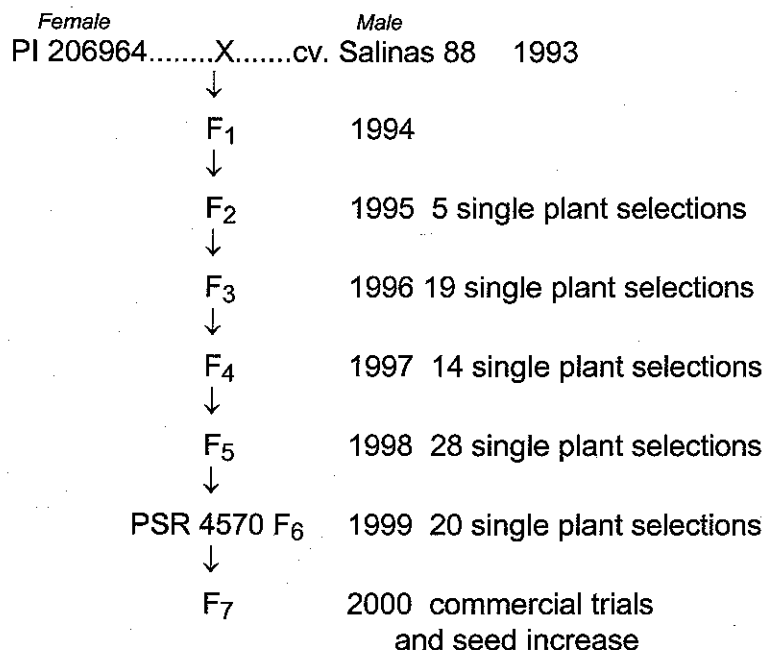 Female Male
PI 206964........X.......cv. Salinas 88 1993
↓
F₁ 1994
↓
F₂ 1995 5 single plant selections
↓
F₃ 1996 19 single plant selections
↓
F₄ 1997 14 single plant selections
↓
F₅ 1998 28 single plant selections
↓
PSR 4570 F₆ 1999 20 single plant selections
↓
F₇ 2000 commercial trials
and seed increase